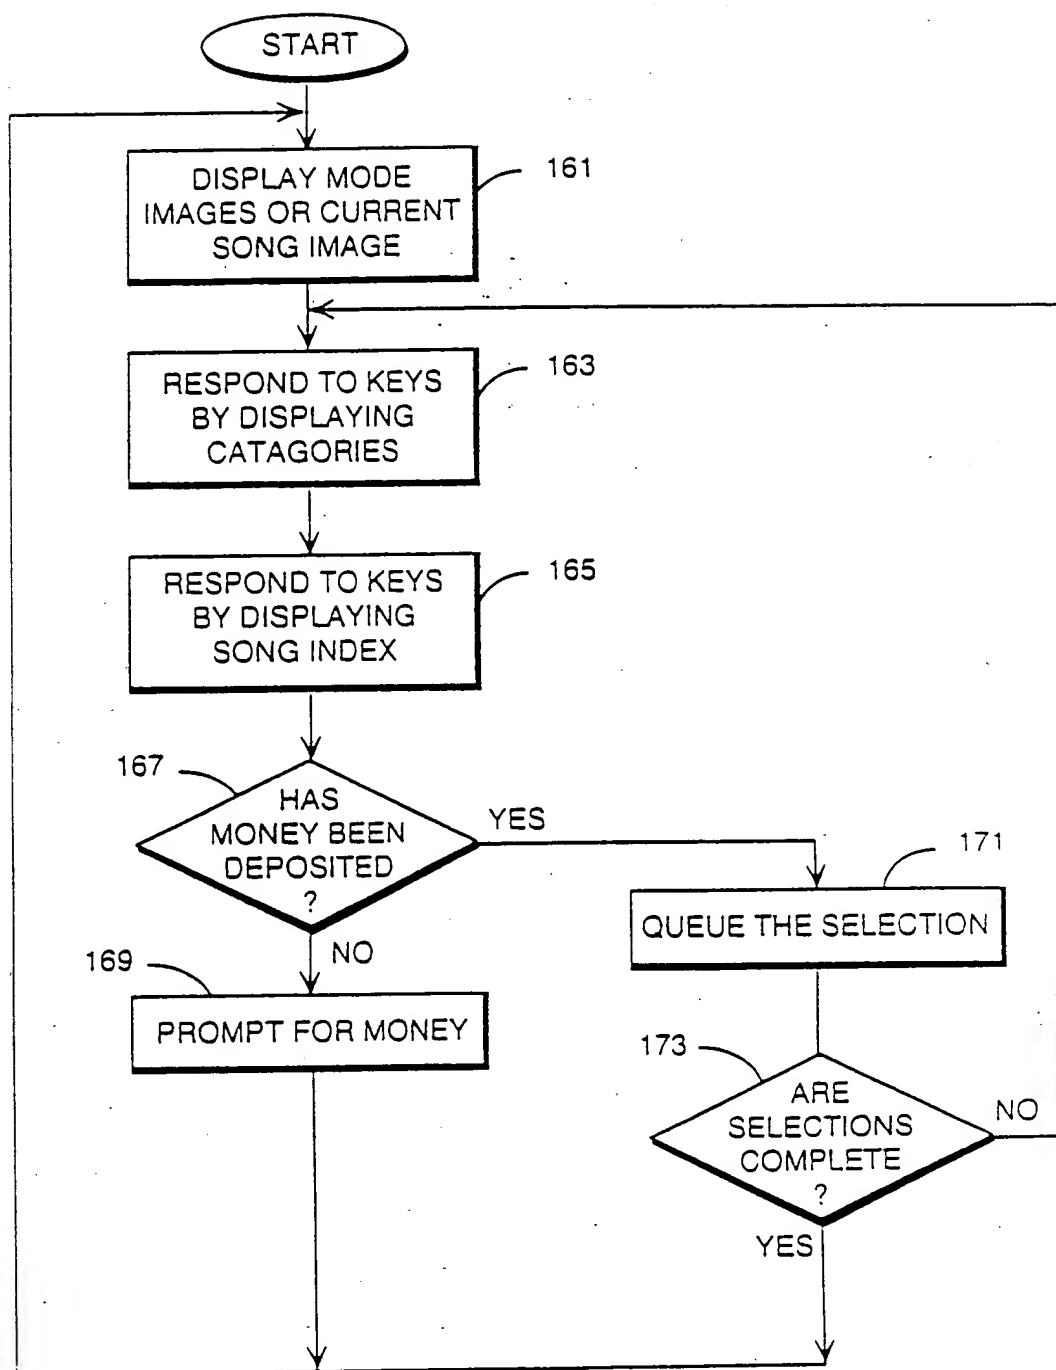 START
161
DISPLAY MODE
IMAGES OR CURRENT
SONG IMAGE
163
RESPOND TO KEYS
BY DISPLAYING
CATAGORIES
165
RESPOND TO KEYS
BY DISPLAYING
SONG INDEX
167
HAS
MONEY BEEN
DEPOSITED
?
YES
NO
171
QUEUE THE SELECTION
169
PROMPT FOR MONEY
173
ARE
SELECTIONS
COMPLETE
?
NO
YES